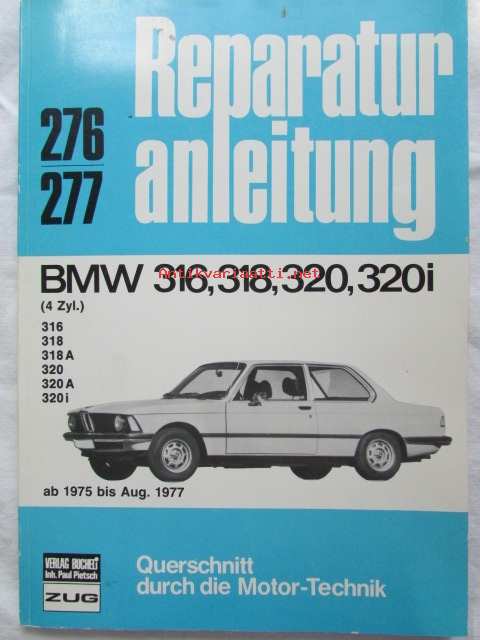 Reparatur
anleitung
276
277
BMW 316, 318, 320, 320i
Antikvariaatti.net
(4 Zyl.)
316
318
318 A
320
320 A
320 i
ab 1975 bis Aug. 1977
VERLAG BUCHELI
Inh. Paul Pietsch
ZUG
Querschnitt
durch die Motor-Technik